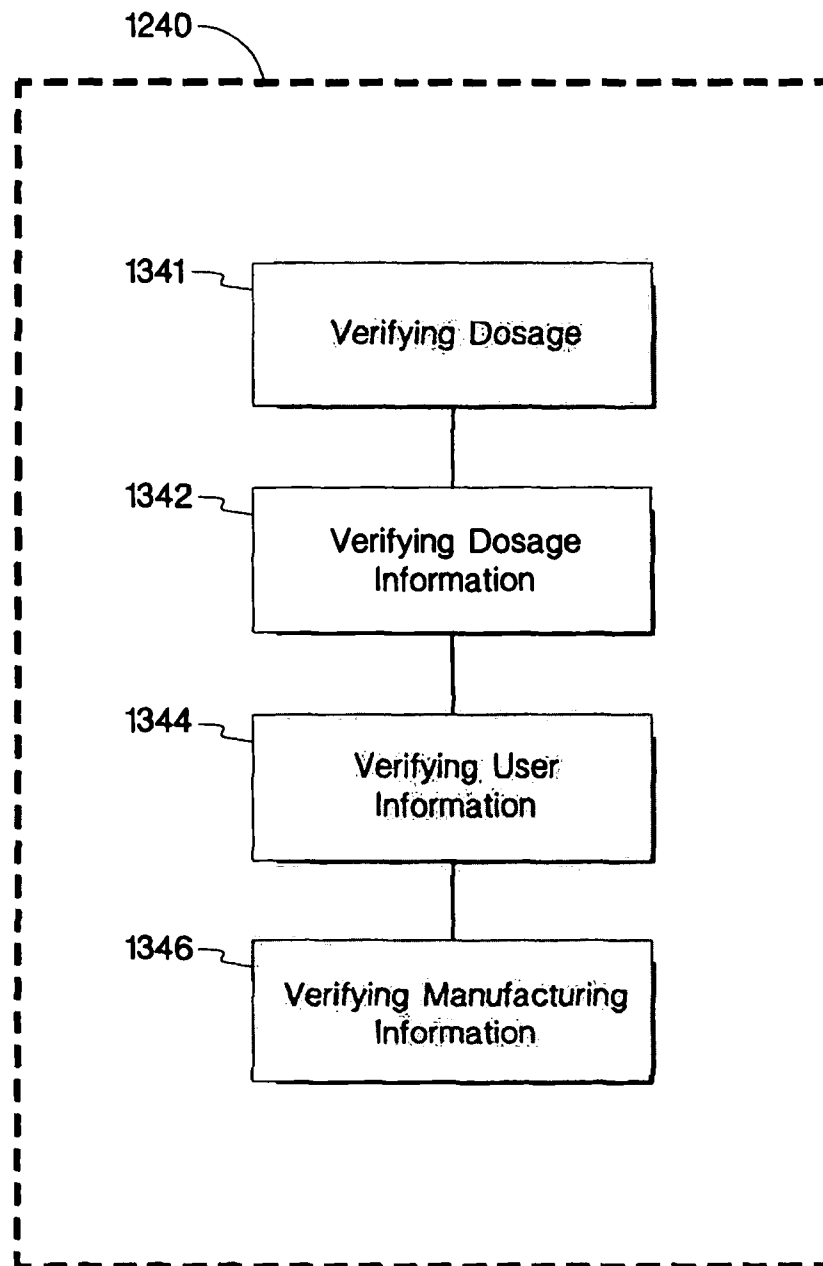 1240
1341
Verifying Dosage
1342
Verifying Dosage
Information
1344
Verifying User
Information
1346
Verifying Manufacturing
Information